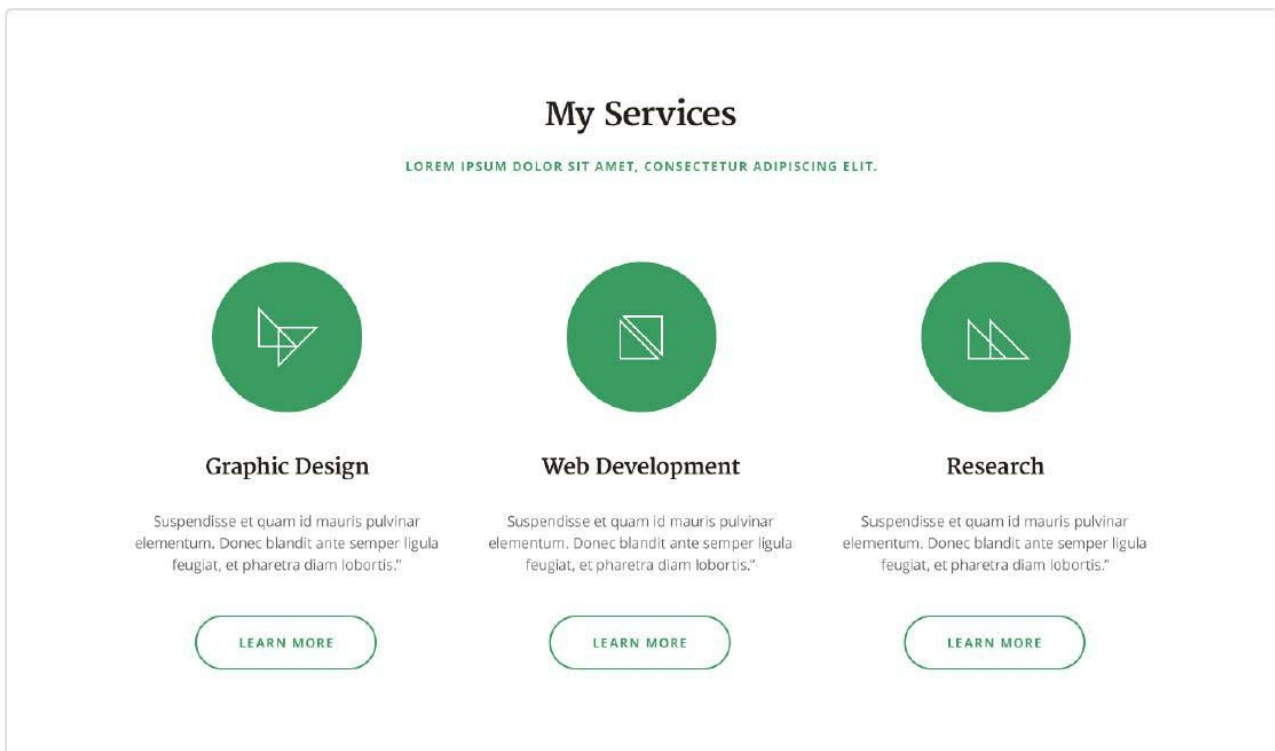 My Services
LOREM IPSUM DOLOR SIT AMET, CONSECTETUR ADIPISCING ELIT.
Graphic Design
Suspendisse et quam id mauris pulvinar
elementum. Donec blandit ante semper ligula
feugiat, et pharetra diam lobortis.”
LEARN MORE
Web Development
Suspendisse et quam id mauris pulvinar
elementum. Donec blandit ante semper ligula
feugiat, et pharetra diam lobortis.”
LEARN MORE
Research
Suspendisse et quam id mauris pulvinar
elementum. Donec blandit ante semper ligula
feugiat, et pharetra diam lobortis.”
LEARN MORE